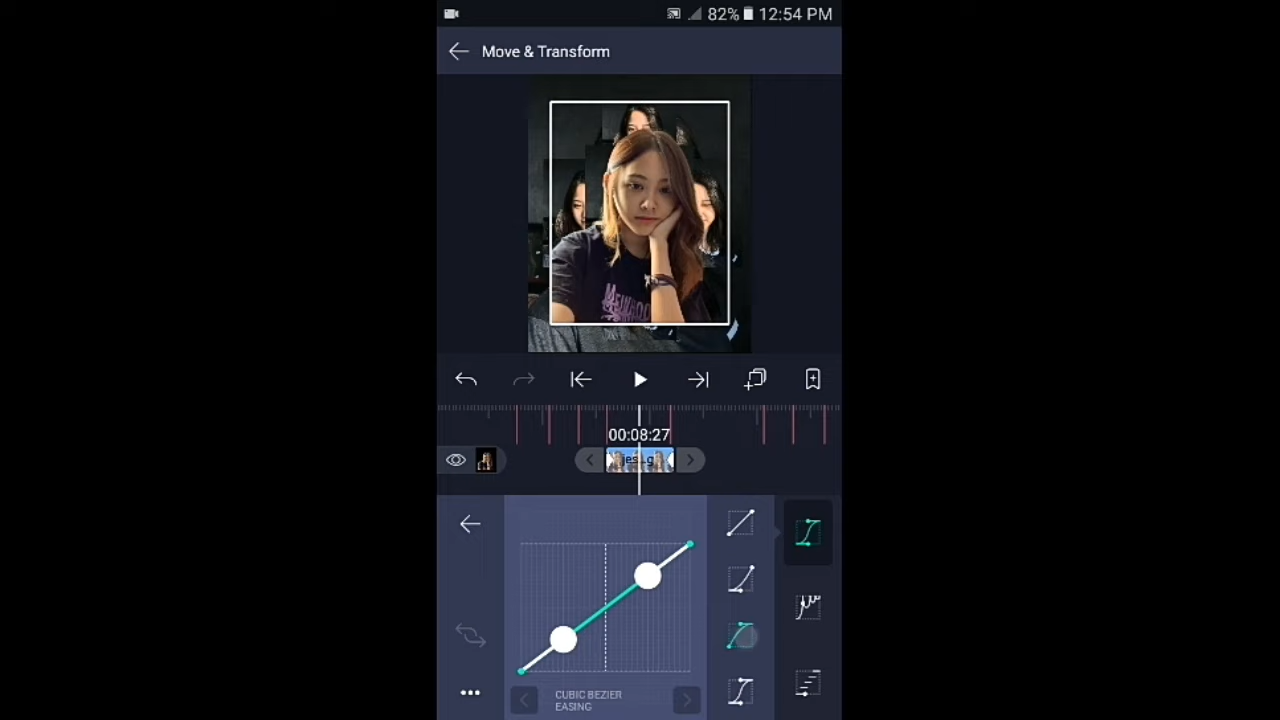 82% 12:54 PM
Move & Transform
00:08:27
CUBIC BEZIER
EASING